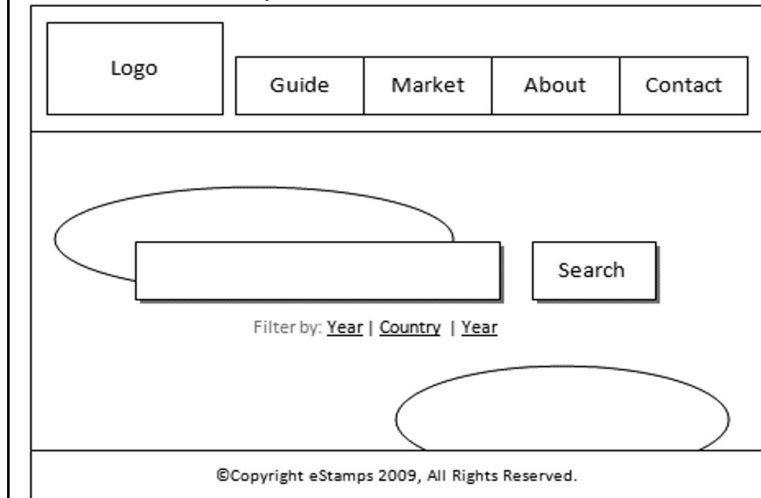 Logo
Guide Market About Contact
Search
Filter by: Year | Country | Year
©Copyright eStamps 2009, All Rights Reserved.